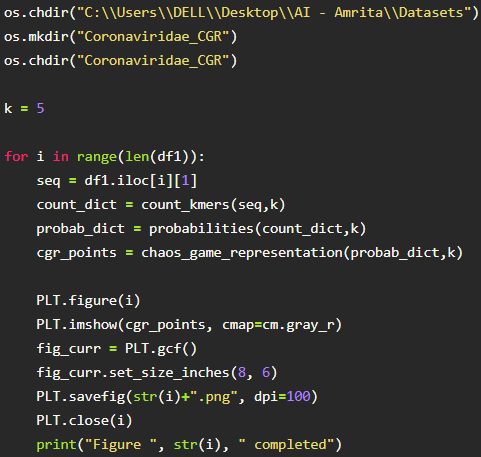 os.chdir("C:\\Users\\DELL\\Desktop\\AI - Amrita\\Datasets")
os.mkdir("Coronaviridae_CGR")
os.chdir("Coronaviridae_CGR")

k = 5

for i in range(len(df1)):
    seq = df1.iloc[i][1]
    count_dict = count_kmers(seq,k)
    probab_dict = probabilities(count_dict,k)
    cgr_points = chaos_game_representation(probab_dict,k)

    PLT.figure(i)
    PLT.imshow(cgr_points, cmap=cm.gray_r)
    fig_curr = PLT.gcf()
    fig_curr.set_size_inches(8, 6)
    PLT.savefig(str(i)+".png", dpi=100)
    PLT.close(i)
    print("Figure ", str(i), " completed")